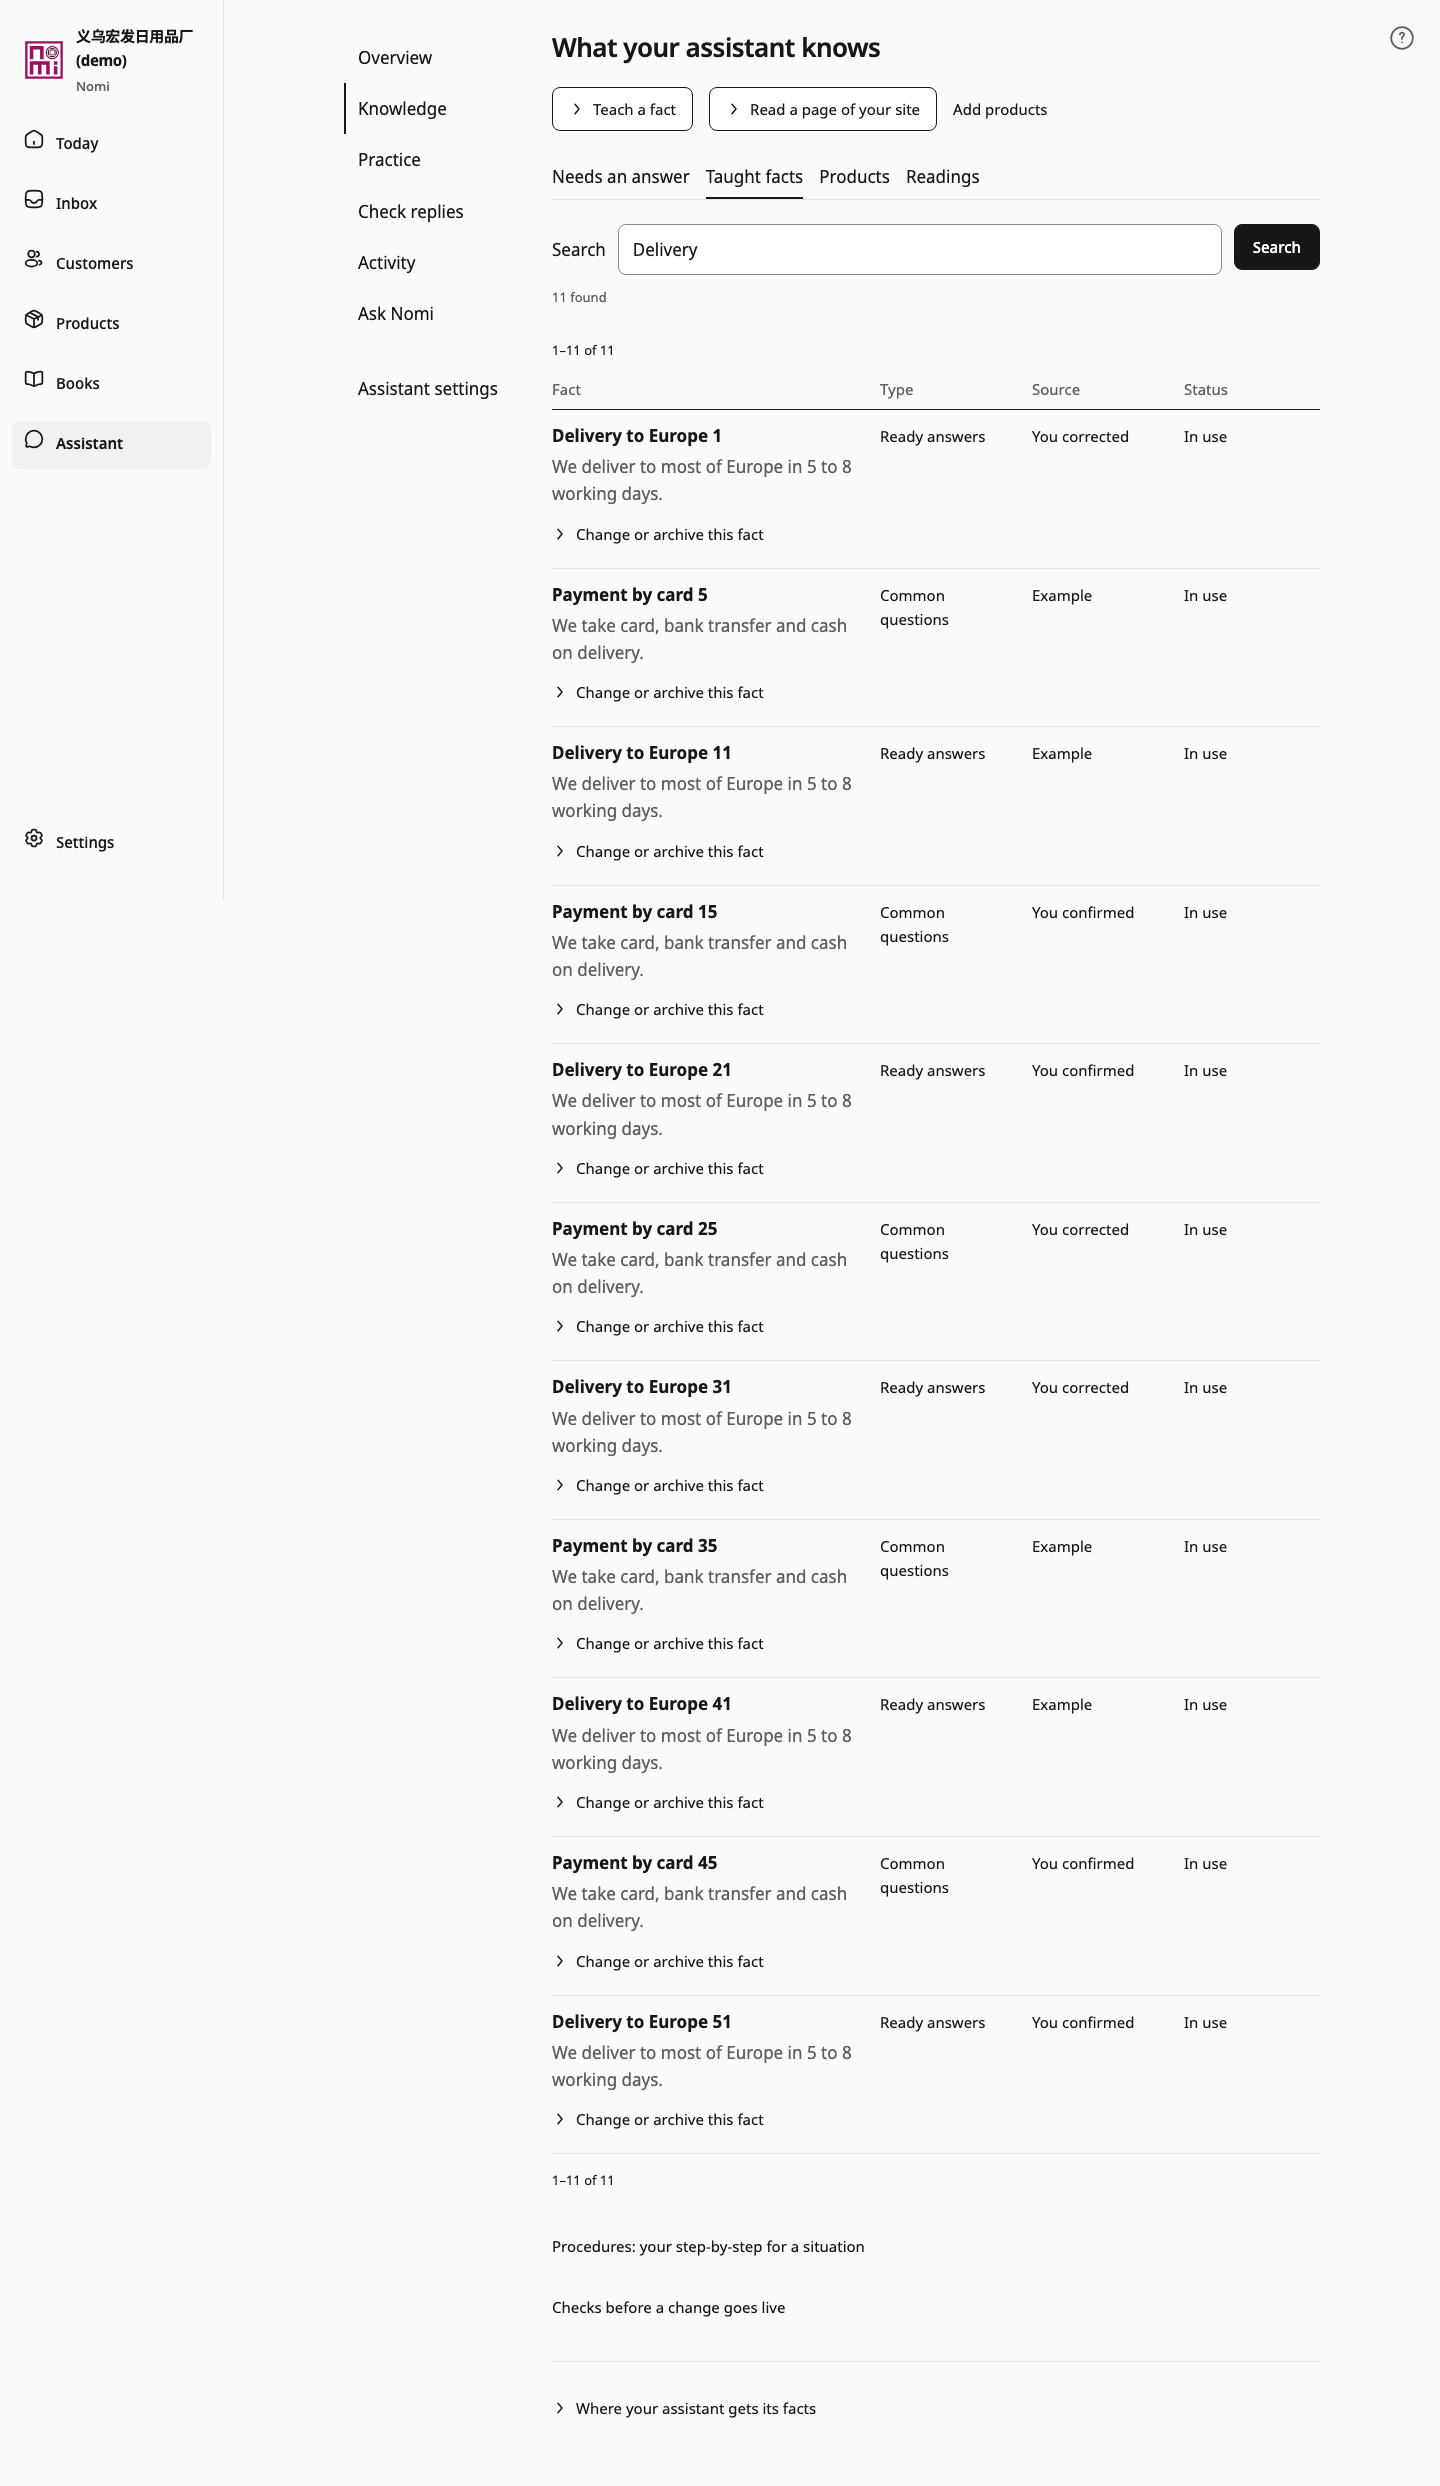 义乌宏发日用品厂
(demo)
Nomi
Today
Inbox
Customers
Products
Books
Assistant
Settings
Overview
Knowledge
Practice
Check replies
Activity
Ask Nomi
Assistant settings
What your assistant knows
Teach a fact
Read a page of your site
Add products
Needs an answer
Taught facts
Products
Readings
Search
Delivery
Search
11 found
1–11 of 11
Fact Type Source Status
Delivery to Europe 1 Ready answers You corrected In use
We deliver to most of Europe in 5 to 8
working days.
Change or archive this fact
Payment by card 5 Common Example In use
questions
We take card, bank transfer and cash
on delivery.
Change or archive this fact
Delivery to Europe 11 Ready answers Example In use
We deliver to most of Europe in 5 to 8
working days.
Change or archive this fact
Payment by card 15 Common You confirmed In use
questions
We take card, bank transfer and cash
on delivery.
Change or archive this fact
Delivery to Europe 21 Ready answers You confirmed In use
We deliver to most of Europe in 5 to 8
working days.
Change or archive this fact
Payment by card 25 Common You corrected In use
questions
We take card, bank transfer and cash
on delivery.
Change or archive this fact
Delivery to Europe 31 Ready answers You corrected In use
We deliver to most of Europe in 5 to 8
working days.
Change or archive this fact
Payment by card 35 Common Example In use
questions
We take card, bank transfer and cash
on delivery.
Change or archive this fact
Delivery to Europe 41 Ready answers Example In use
We deliver to most of Europe in 5 to 8
working days.
Change or archive this fact
Payment by card 45 Common You confirmed In use
questions
We take card, bank transfer and cash
on delivery.
Change or archive this fact
Delivery to Europe 51 Ready answers You confirmed In use
We deliver to most of Europe in 5 to 8
working days.
Change or archive this fact
1–11 of 11
Procedures: your step-by-step for a situation
Checks before a change goes live
Where your assistant gets its facts